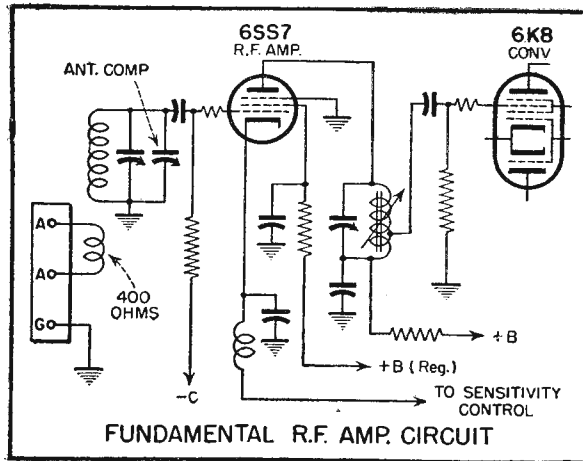 6SS7
R.F. AMP.
6K8
CONV
ANT. COMP
A
A
G
400
OHMS
-C
+B
+B (Reg.)
TO SENSITIVITY
CONTROL
FUNDAMENTAL R.F. AMP. CIRCUIT